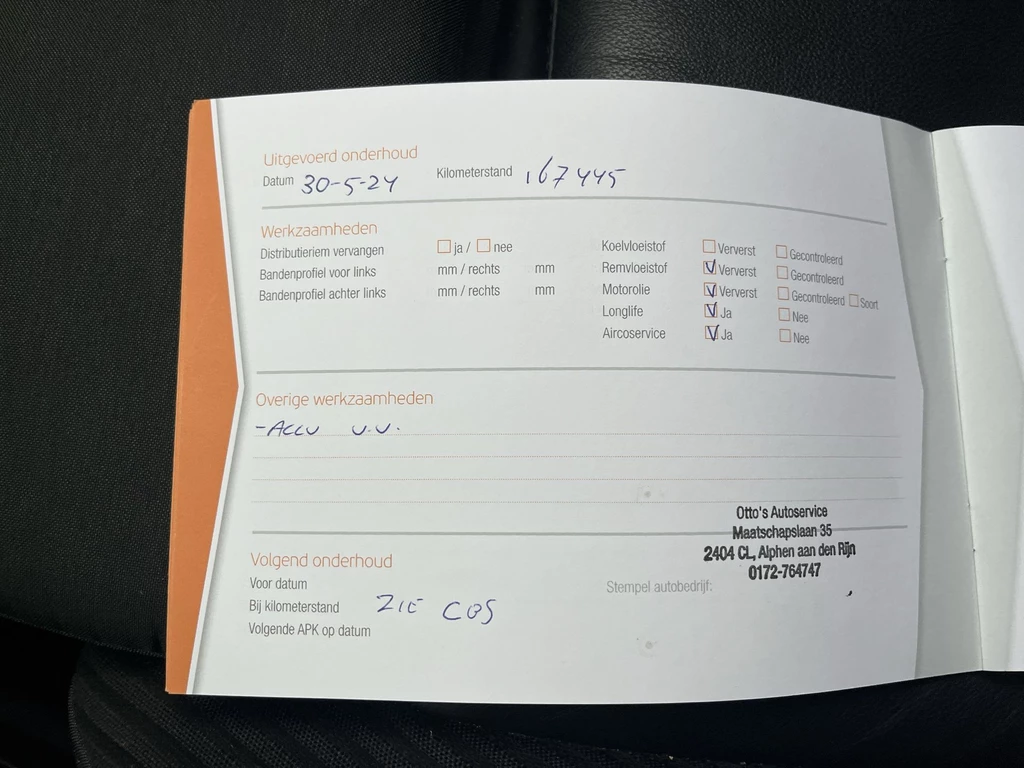 Uitgevoerd onderhoud
Datum 30-5-24 Kilometerstand 167445
Werkzaamheden
Distributieriem vervangen ja / nee
Bandenprofiel voor links mm / rechts mm
Bandenprofiel achter links mm / rechts mm
Koelvloeistof Ververst Gecontroleerd
Remvloeistof Ververst Gecontroleerd
Motorolie Ververst Gecontroleerd Soort
Longlife Ja Nee
Aircoservice Ja Nee
Overige werkzaamheden
-ACCU V.V.
Volgend onderhoud
Voor datum
Bij kilometerstand ZIE CBS
Volgende APK op datum
Otto's Autoservice
Maatschapslaan 35
2404 CL, Alphen aan den Rijn
0172-764747
Stempel autobedrijf: